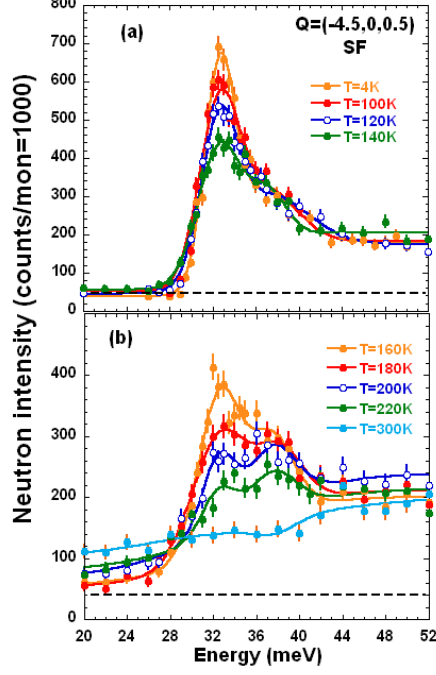 800
700
600
500
400
300
200
100
0
(a)
Q=(-4.5,0,0.5)
SF
T=4K
T=100K
T=120K
T=140K
Neutron intensity (counts/mon=1000)
400
300
200
100
0
(b)
T=160K
T=180K
T=200K
T=220K
T=300K
20 24 28 32 36 40 44 48 52
Energy (meV)